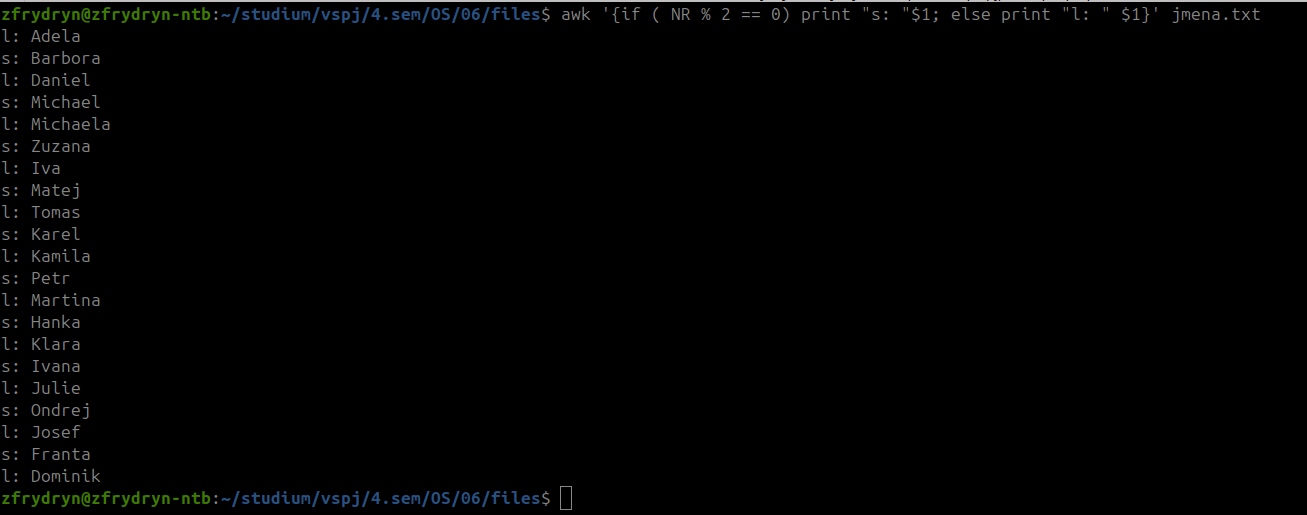 zfrydryn@zfrydryn-ntb:~/studium/vspj/4.sem/OS/06/files$ awk '{if ( NR % 2 == 0) print "s: "$1; else print "l: " $1}' jmena.txt
l: Adela
s: Barbora
l: Daniel
s: Michael
l: Michaela
s: Zuzana
l: Iva
s: Matej
l: Tomas
s: Karel
l: Kamila
s: Petr
l: Martina
s: Hanka
l: Klara
s: Ivana
l: Julie
s: Ondrej
l: Josef
s: Franta
l: Dominik
zfrydryn@zfrydryn-ntb:~/studium/vspj/4.sem/OS/06/files$